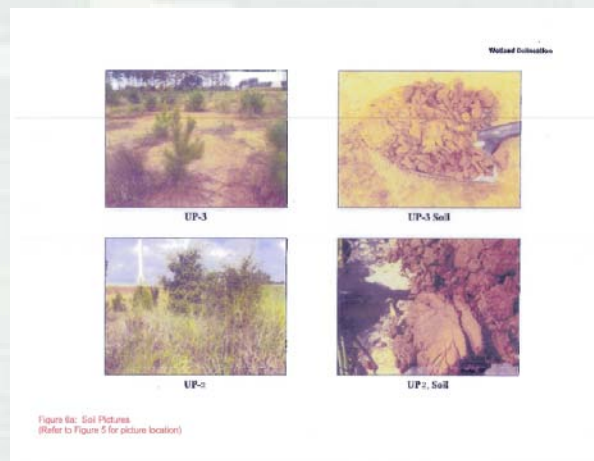 Wetland Delineation
UP-3
UP-3 Soil
UP-2
UP2, Soil
Figure 6a: Soil Pictures
(Refer to Figure 5 for picture location)